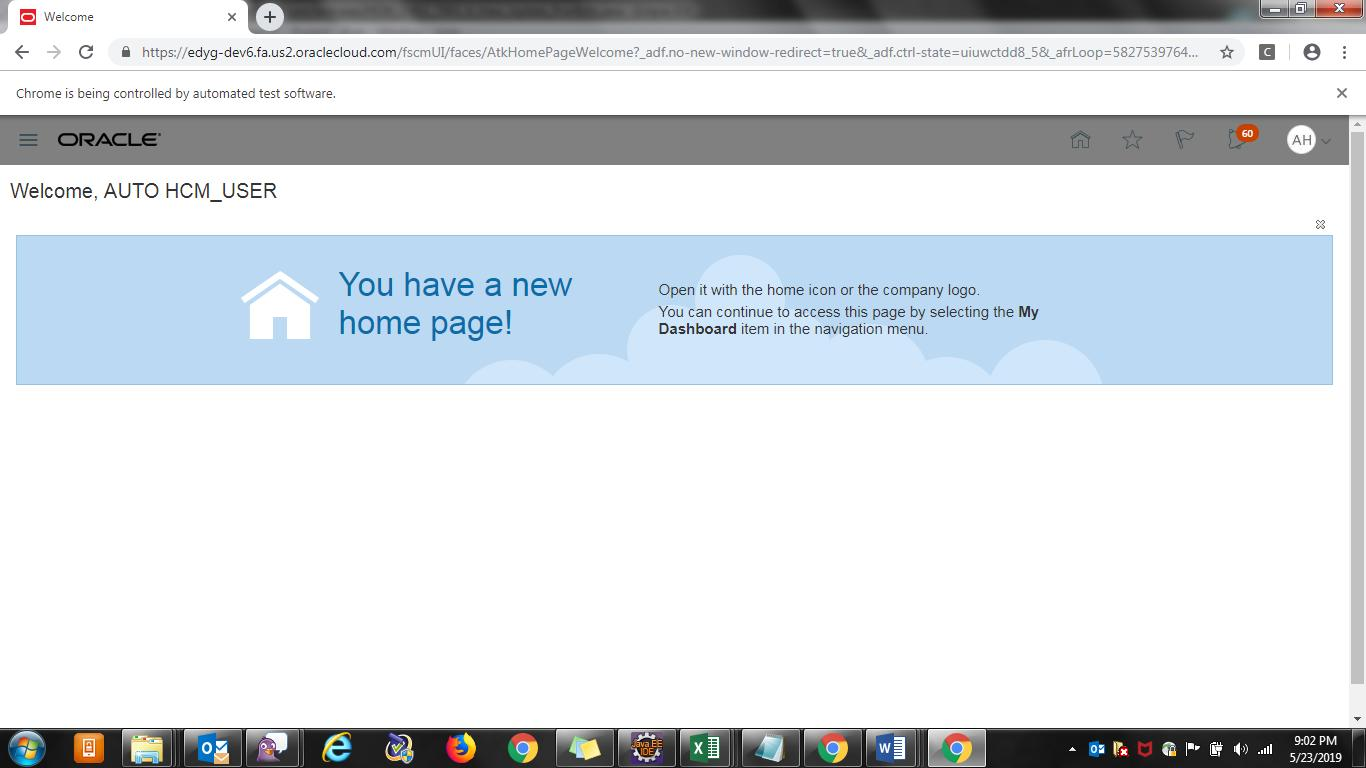 Welcome
https://edyg-dev6.fa.us2.oraclecloud.com/fscmUI/faces/AtkHomePageWelcome?_adf.no-new-window-redirect=true&_adf.ctrl-state=uiuwctdd8_5&_afrLoop=5827539764...
C
Chrome is being controlled by automated test software.
ORACLE
60
AH
Welcome, AUTO HCM_USER
You have a new
home page!
Open it with the home icon or the company logo.
You can continue to access this page by selecting the My
Dashboard item in the navigation menu.
Java EE
IDE
9:02 PM
5/23/2019